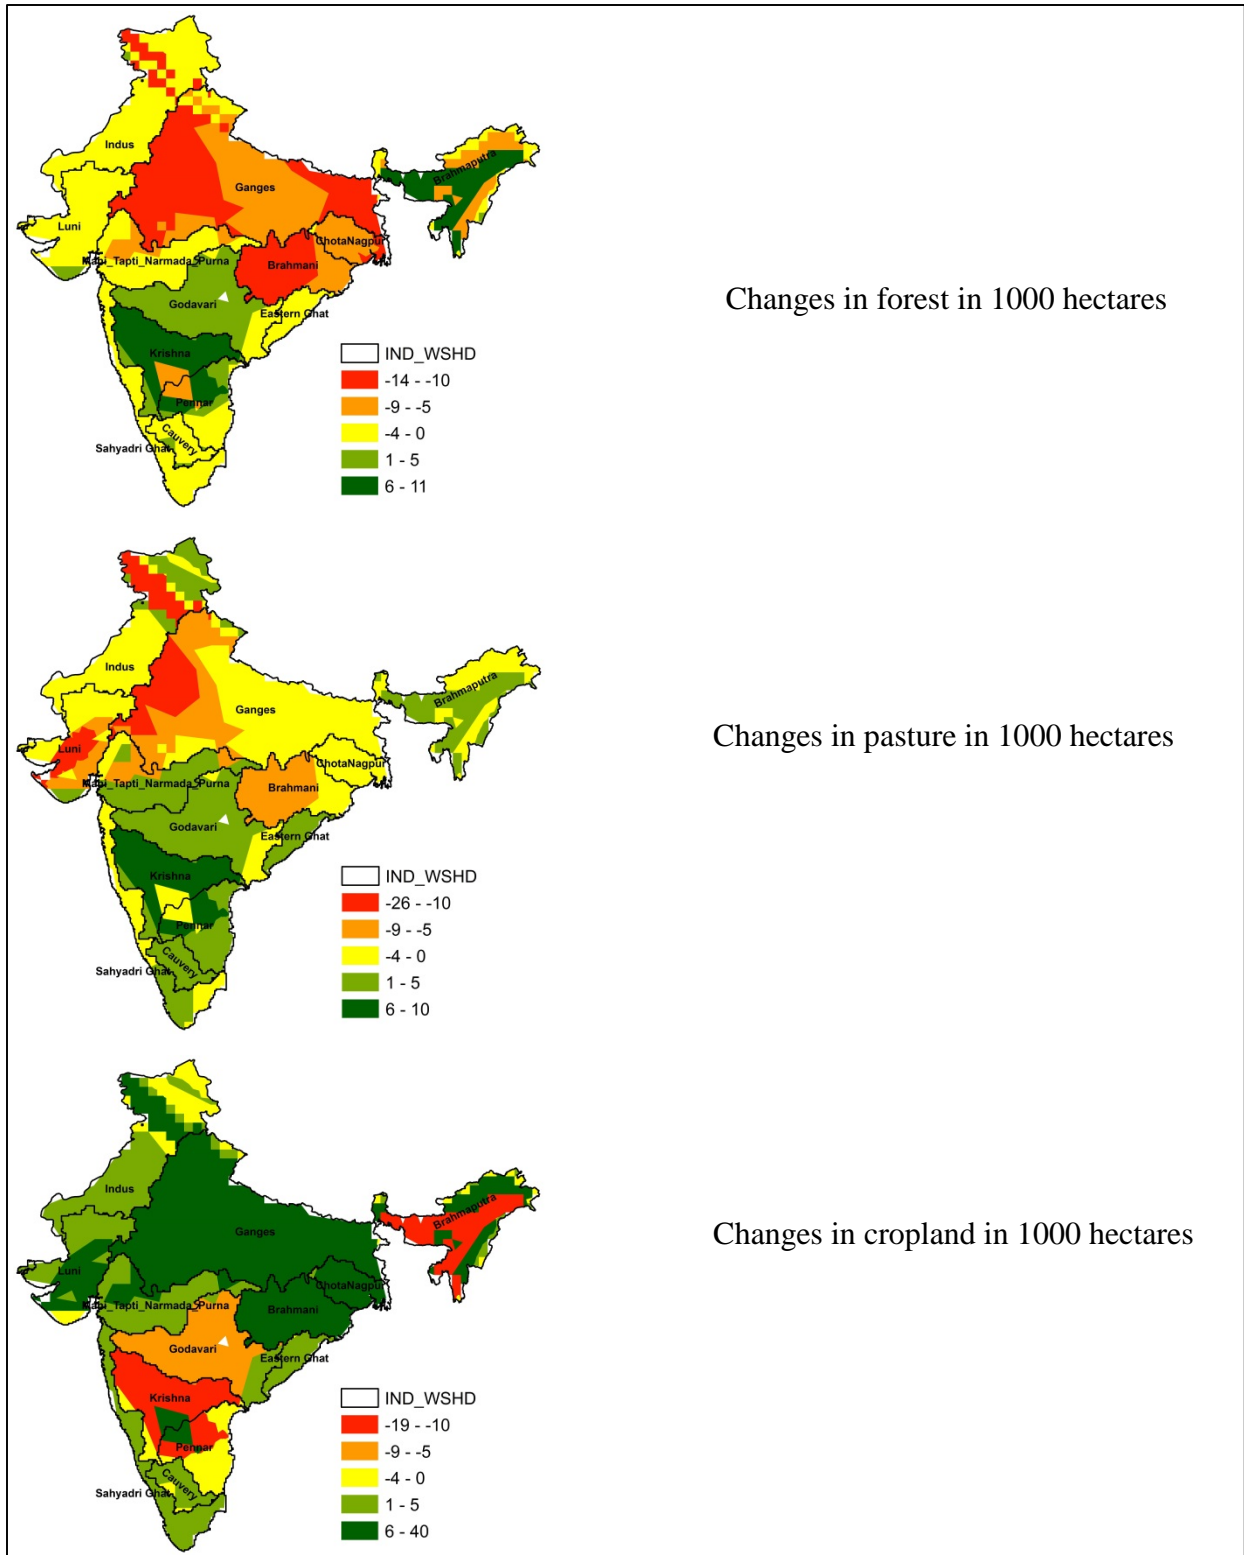 Indus
Ganges
Brahmaputra
Luni
ChotaNagpur
Mahi_Tapti_Narmada_Purna
Brahmani
Godavari
Eastern Ghat
Krishna
Pennar
Cauvery
Sahyadri Ghat
IND_WSHD
-14 - -10
-9 - -5
-4 - 0
1 - 5
6 - 11
Changes in forest in 1000 hectares
Indus
Ganges
Brahmaputra
Luni
ChotaNagpur
Mahi_Tapti_Narmada_Purna
Brahmani
Godavari
Eastern Ghat
Krishna
Pennar
Cauvery
Sahyadri Ghat
IND_WSHD
-26 - -10
-9 - -5
-4 - 0
1 - 5
6 - 10
Changes in pasture in 1000 hectares
Indus
Ganges
Brahmaputra
Luni
ChotaNagpur
Mahi_Tapti_Narmada_Purna
Brahmani
Godavari
Eastern Ghat
Krishna
Pennar
Cauvery
Sahyadri Ghat
IND_WSHD
-19 - -10
-9 - -5
-4 - 0
1 - 5
6 - 40
Changes in cropland in 1000 hectares